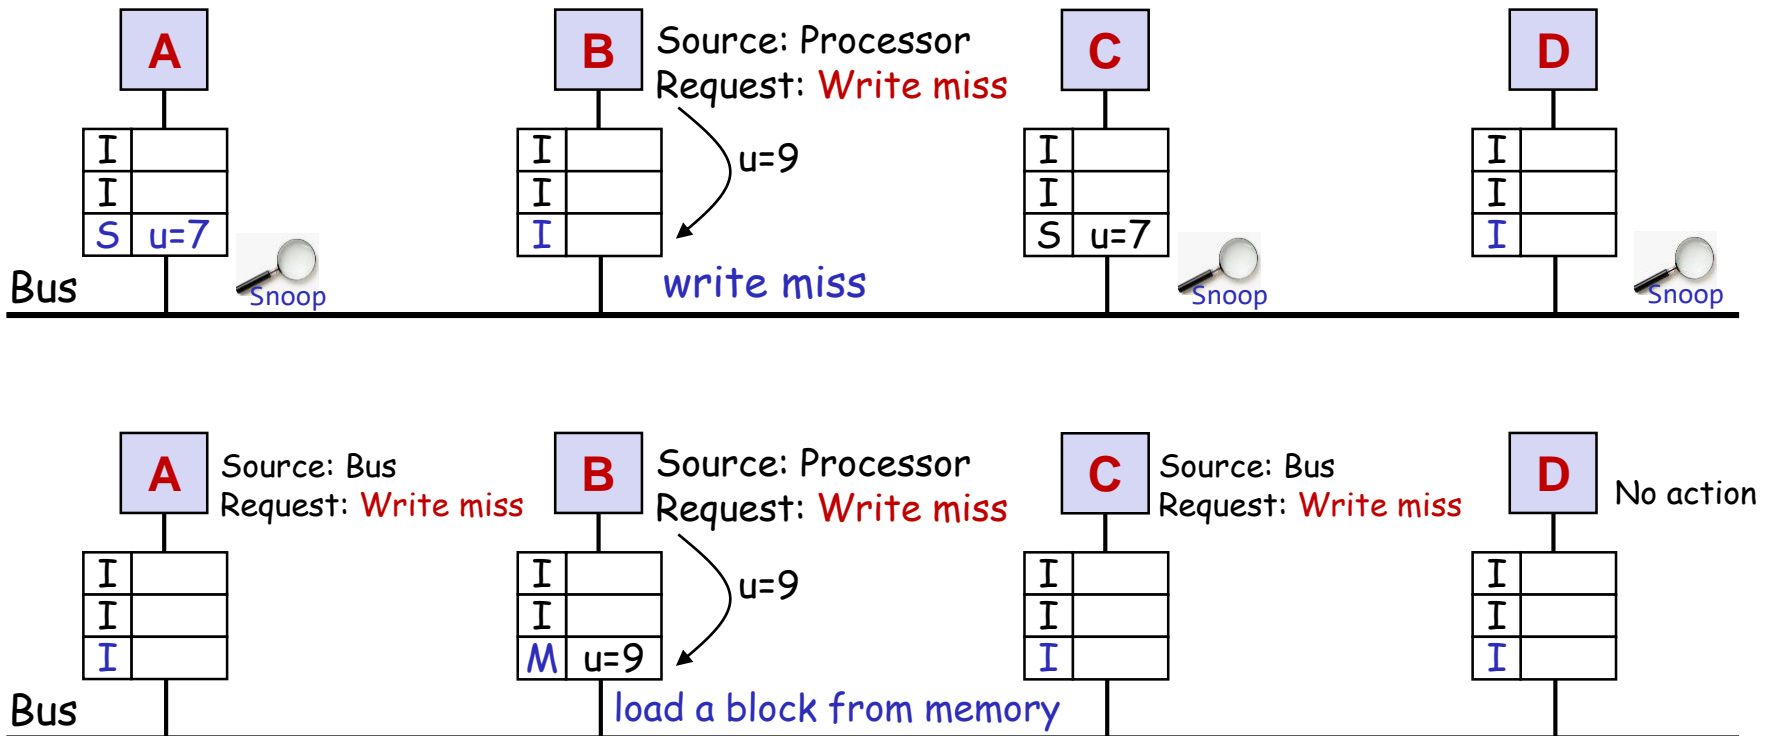 A
B
Source: Processor
Request: Write miss
C
D
I
I
S u=7
I
I
I
u=9
I
I
S u=7
I
I
I
Bus
Snoop
write miss
Snoop
Snoop
A
Source: Bus
Request: Write miss
B
Source: Processor
Request: Write miss
C
Source: Bus
Request: Write miss
D
No action
I
I
I
I
I
M u=9
u=9
I
I
I
I
I
I
Bus
load a block from memory